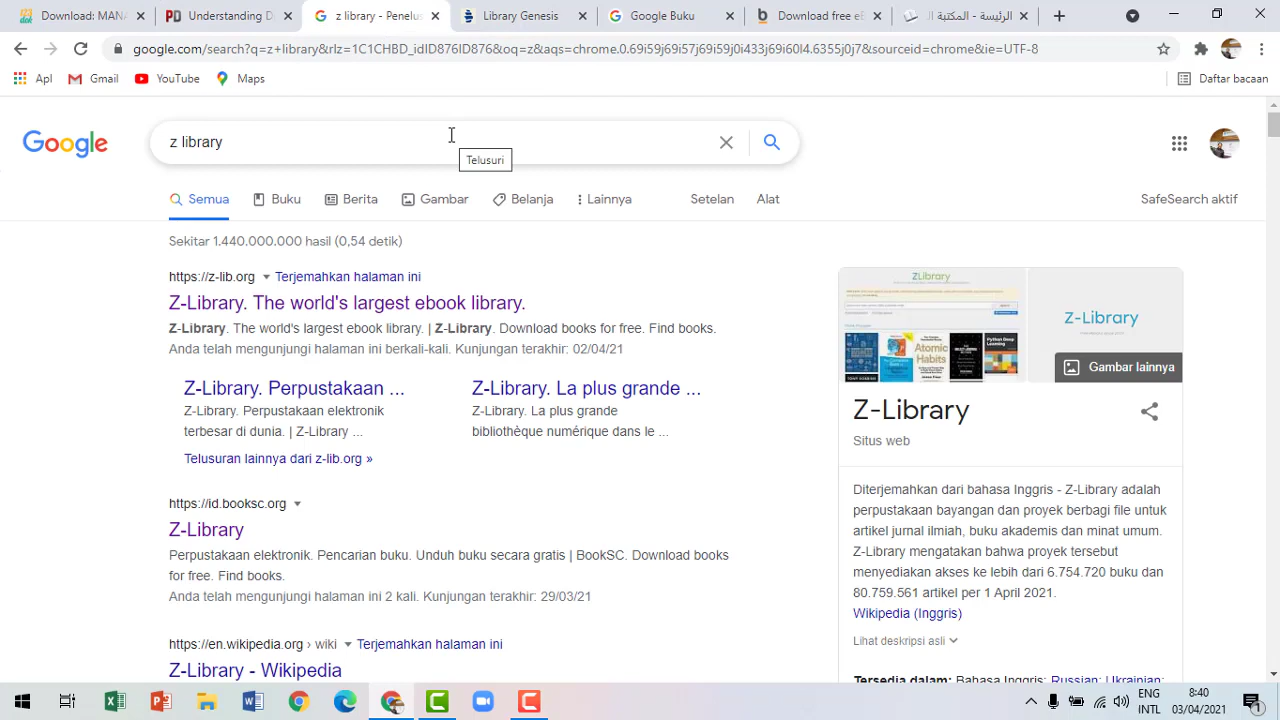 Download: MAN
Understanding D
z library - Penelus
Library Genesis
Google Buku
Download free eB
الرئيسية - المكتبة ال
google.com/search?q=z+library&rlz=1C1CHBD_idID876ID876&oq=z&aqs=chrome.0.69i59j69i57j69i59j0i433j69i60l4.6355j0j7&sourceid=chrome&ie=UTF-8
Apl Gmail YouTube Maps Daftar bacaan
Google z library
Telusuri
Semua Buku Berita Gambar Belanja Lainnya Setelan Alat SafeSearch aktif
Sekitar 1.440.000.000 hasil (0,54 detik)
https://z-lib.org Terjemahkan halaman ini
Z-Library. The world's largest ebook library.
Z-Library. The world's largest ebook library. | Z-Library. Download books for free. Find books.
Anda telah mengunjungi halaman ini berkali-kali. Kunjungan terakhir: 02/04/21
Z-Library. Perpustakaan ...
Z-Library. Perpustakaan elektronik
terbesar di dunia. | Z-Library ...
Z-Library. La plus grande ...
Z-Library. La plus grande
bibliothèque numérique dans le ...
Telusuran lainnya dari z-lib.org »
https://id.booksc.org
Z-Library
Perpustakaan elektronik. Pencarian buku. Unduh buku secara gratis | BookSC. Download books
for free. Find books.
Anda telah mengunjungi halaman ini 2 kali. Kunjungan terakhir: 29/03/21
https://en.wikipedia.org › wiki Terjemahkan halaman ini
Z-Library - Wikipedia
ZLibrary
Atomic
Habits
Z-Library
Gambar lainnya
Z-Library
Situs web
Diterjemahkan dari bahasa Inggris - Z-Library adalah
perpustakaan bayangan dan proyek berbagi file untuk
artikel jurnal ilmiah, buku akademis dan minat umum.
Z-Library mengatakan bahwa proyek tersebut
menyediakan akses ke lebih dari 6.754.720 buku dan
80.759.561 artikel per 1 April 2021.
Wikipedia (Inggris)
Lihat deskripsi asli
Tersedia dalam: Bahasa Inggris; Russian; Ukrainian;
ENG
INTL
8:40
03/04/2021